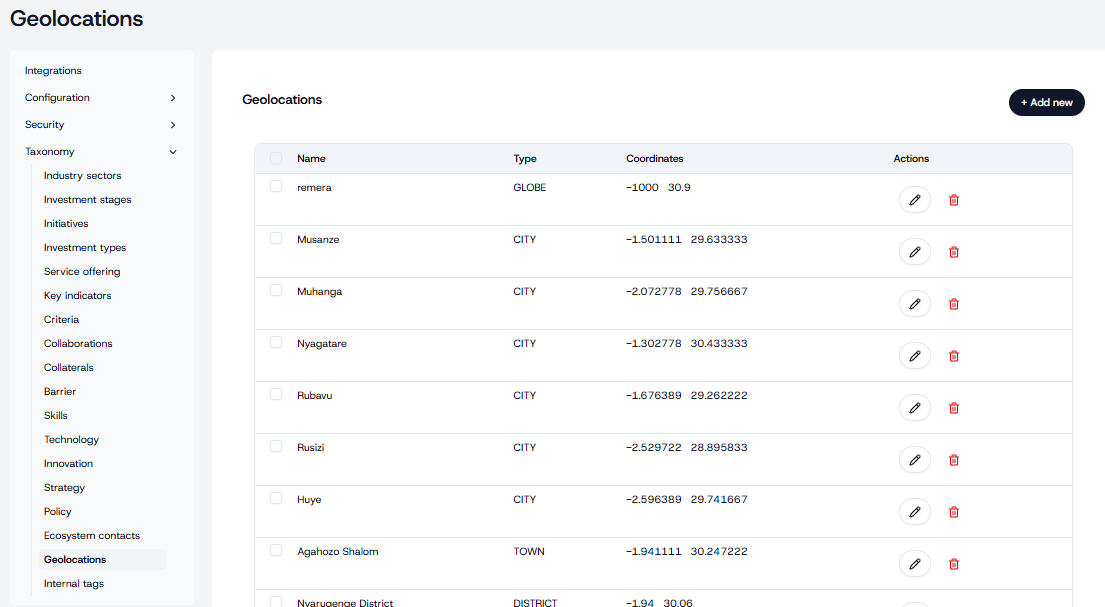 Geolocations
Integrations
Configuration
Security
Taxonomy
Industry sectors
Investment stages
Initiatives
Investment types
Service offering
Key indicators
Criteria
Collaborations
Collaterals
Barrier
Skills
Technology
Innovation
Strategy
Policy
Ecosystem contacts
Geolocations
Internal tags
Geolocations
+ Add new
Name Type Coordinates Actions
remera GLOBE -1000 30.9
Musanze CITY -1.501111 29.633333
Muhanga CITY -2.072778 29.756667
Nyagatare CITY -1.302778 30.433333
Rubavu CITY -1.676389 29.262222
Rusizi CITY -2.529722 28.895833
Huye CITY -2.596389 29.741667
Agahozo Shalom TOWN -1.941111 30.247222
Nyarugenge District DISTRICT -1.94 30.06